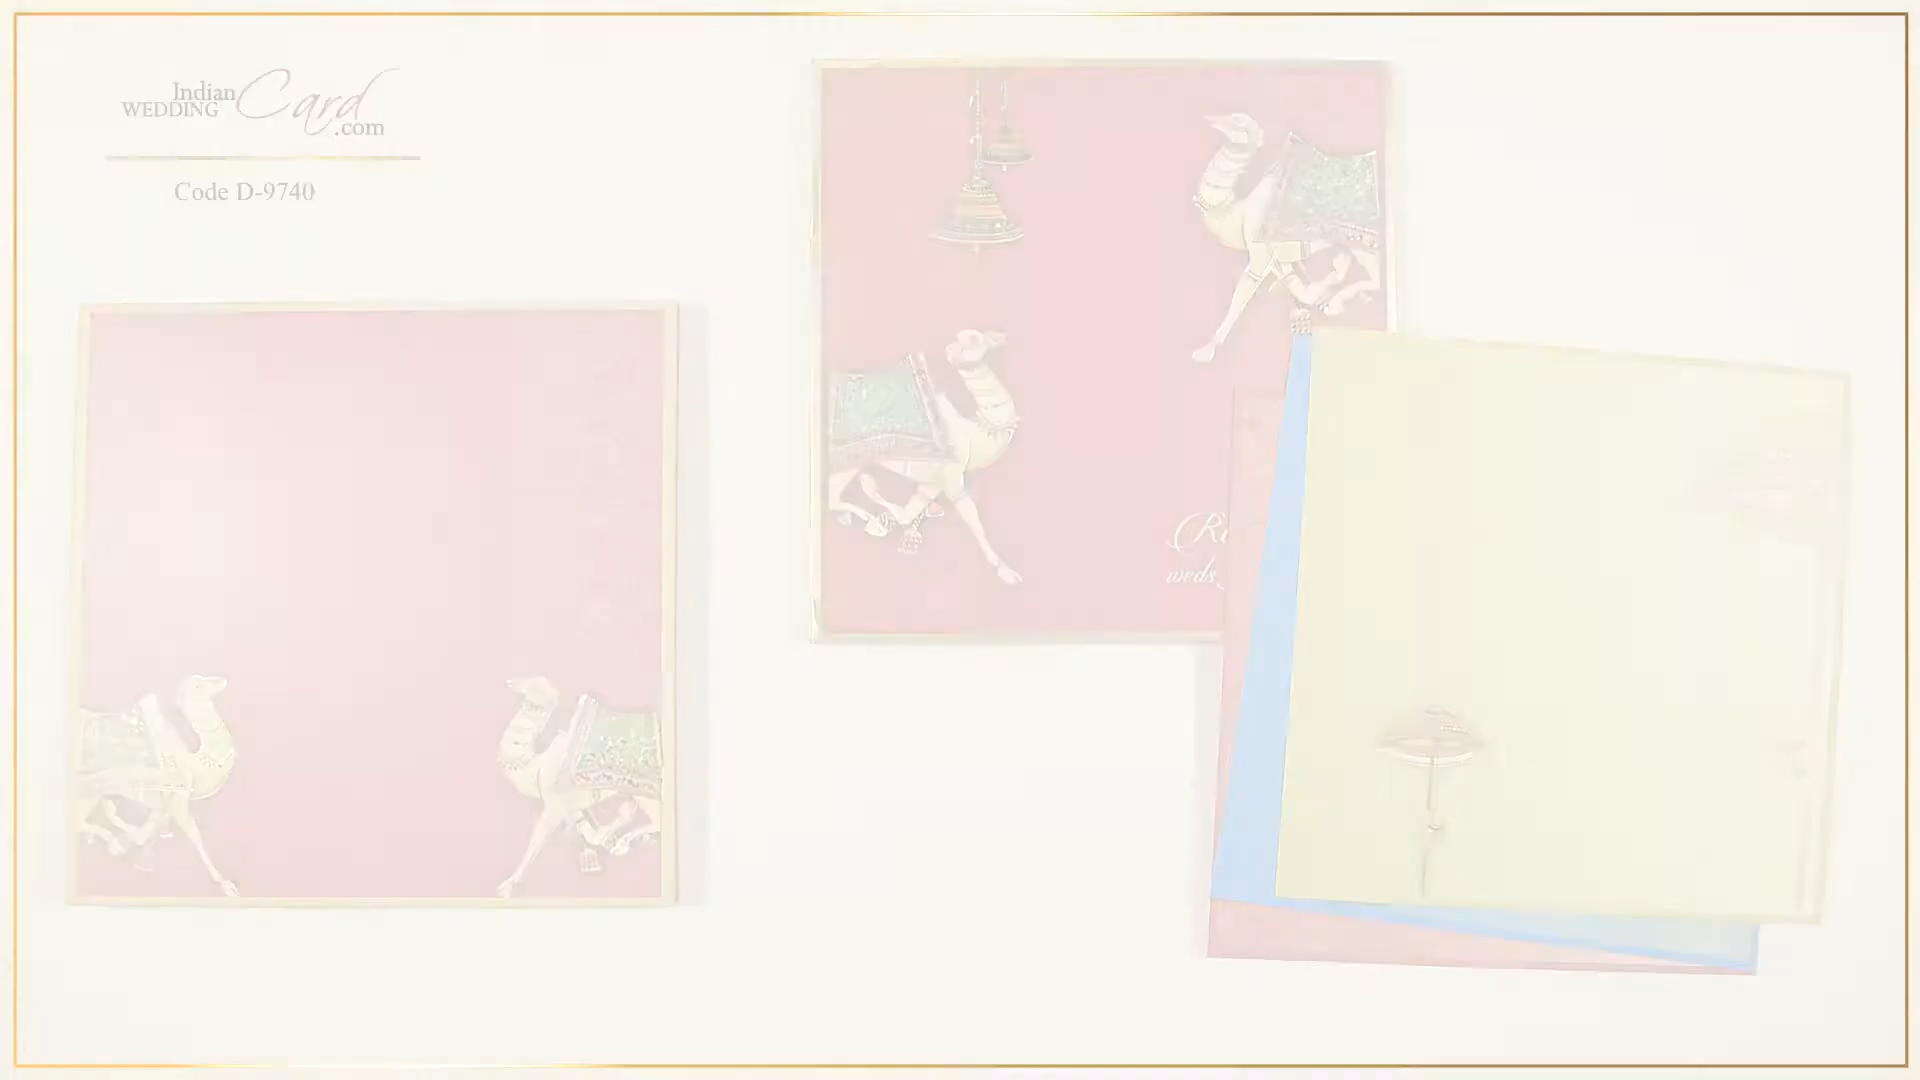 Indian
WEDDING Card
.com
Code D-9740
weds